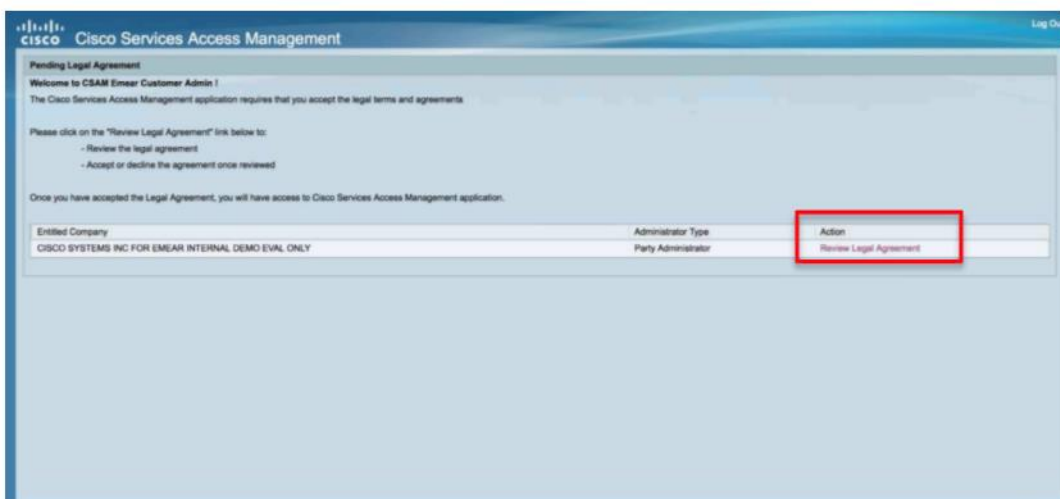 Log Ou
CISCO Cisco Services Access Management
Pending Legal Agreement
Welcome to CSAM Emear Customer Admin !
The Cisco Services Access Management application requires that you accept the legal terms and agreements
Please click on the "Review Legal Agreement" link below to:
- Review the legal agreement
- Accept or decline the agreement once reviewed
Once you have accepted the Legal Agreement, you will have access to Cisco Services Access Management application.
Entitled Company Administrator Type Action
CISCO SYSTEMS INC FOR EMEAR INTERNAL DEMO EVAL ONLY Party Administrator Review Legal Agreement